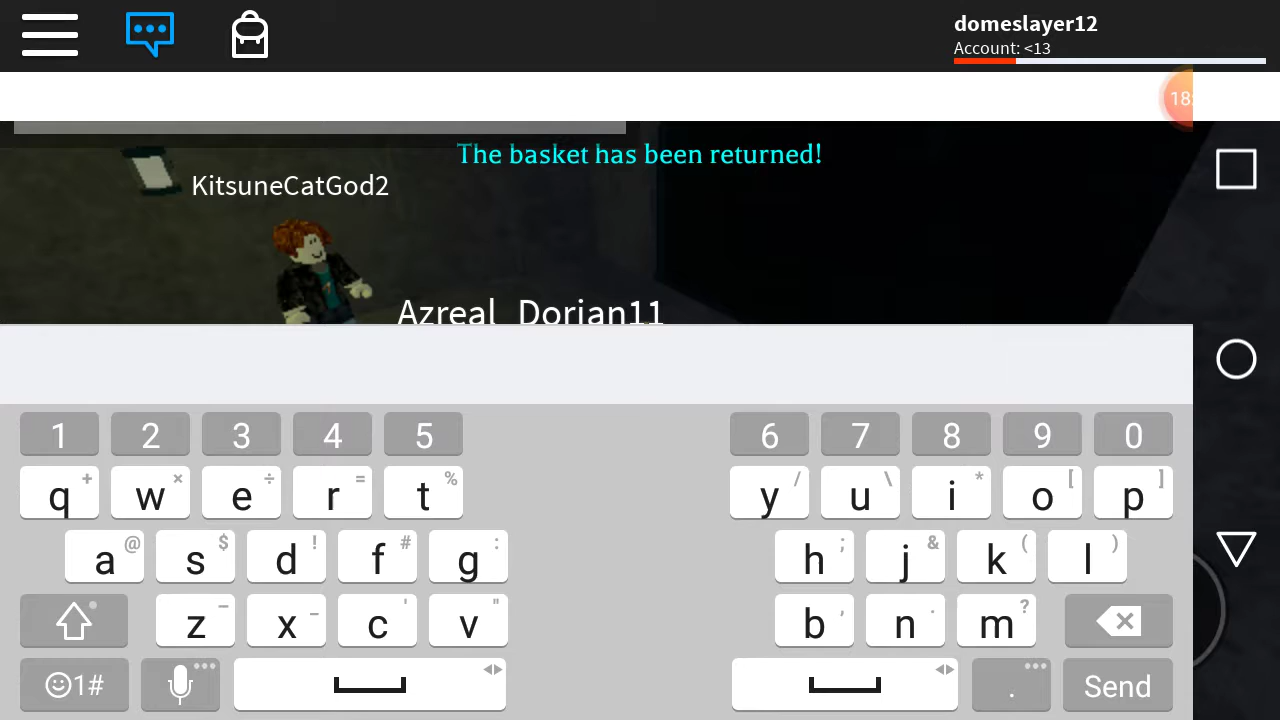 domeslayer12
Account: <13
18:
The basket has been returned!
KitsuneCatGod2
Azreal_Dorian11
1 2 3 4 5 6 7 8 9 0
q + w × e ÷ r = t % y / u \ i * o [ p ]
a @ s $ d ! f # g : h ; j & k ( l )
z – x _ c ' v " b , n . m ?
1# . Send